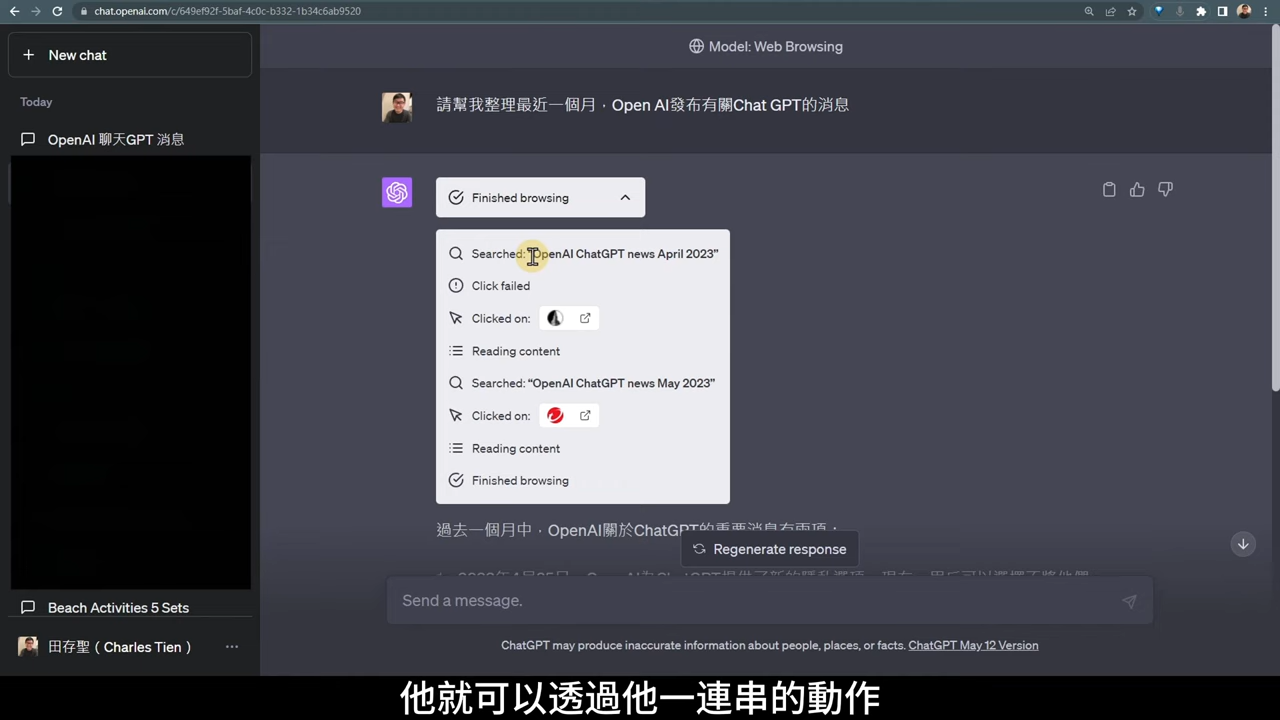 chat.openai.com/c/649ef92f-5baf-4c0c-b332-1b34c6ab9520
New chat
Today
OpenAI 聊天GPT 消息
Beach Activities 5 Sets
田存聖 ( Charles Tien )
Model: Web Browsing
請幫我整理最近一個月，Open AI發布有關Chat GPT的消息
Finished browsing
Searched: “OpenAI ChatGPT news April 2023”
Click failed
Clicked on:
Reading content
Searched: “OpenAI ChatGPT news May 2023”
Clicked on:
Reading content
Finished browsing
過去一個月中，OpenAI關於ChatGPT的重要消息有兩項：
Regenerate response
Send a message.
ChatGPT may produce inaccurate information about people, places, or facts. ChatGPT May 12 Version
他就可以透過他一連串的動作